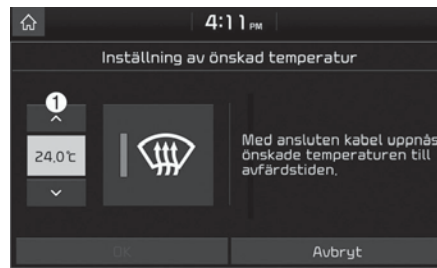 4:11 PM
Inställning av önskad temperatur
1
24.0℃
Med ansluten kabel uppnås
önskade temperaturen till
avfärdstiden.
OK
Avbryt